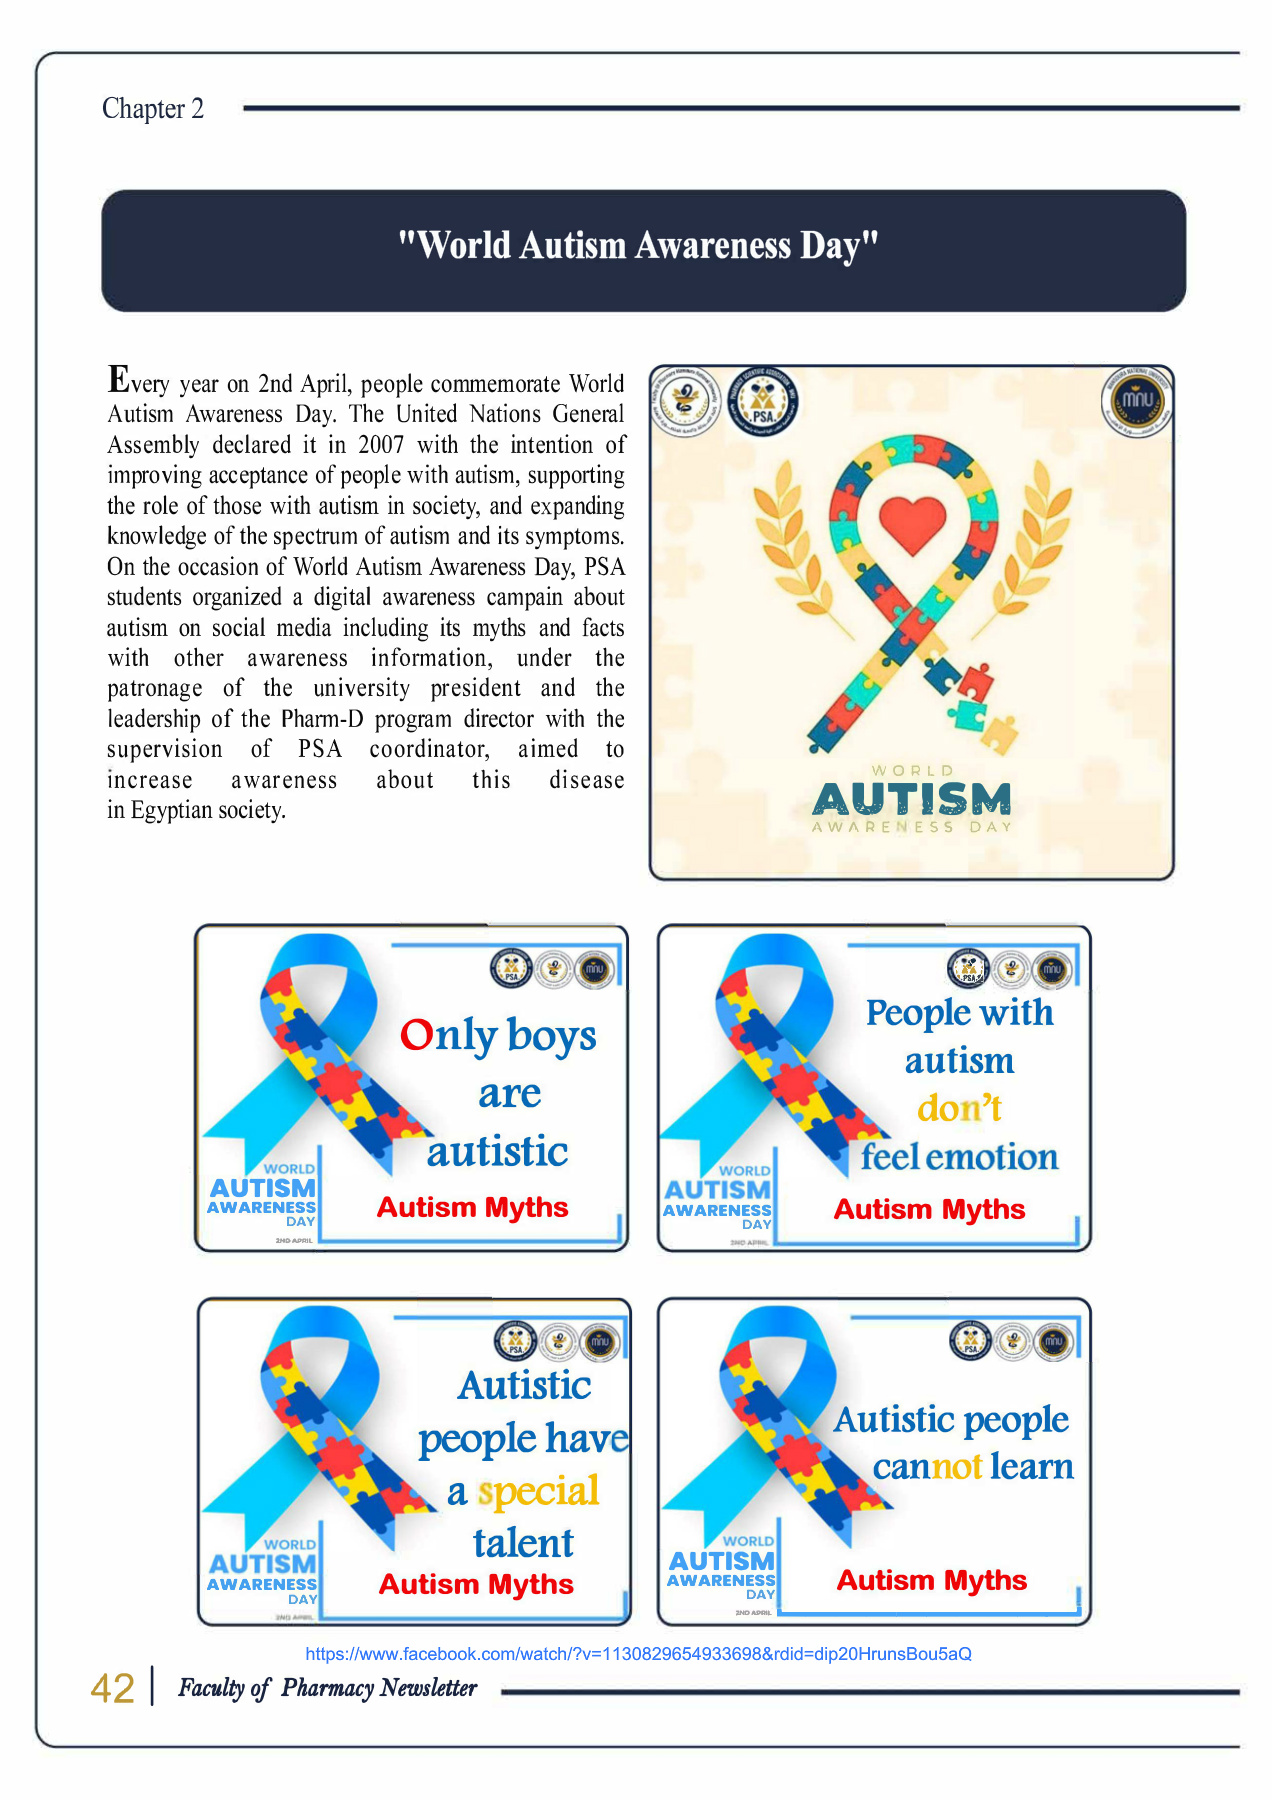 Chapter 2
"World Autism Awareness Day"
Every year on 2nd April, people commemorate World
Autism Awareness Day. The United Nations General
Assembly declared it in 2007 with the intention of
improving acceptance of people with autism, supporting
the role of those with autism in society, and expanding
knowledge of the spectrum of autism and its symptoms.
On the occasion of World Autism Awareness Day, PSA
students organized a digital awareness campain about
autism on social media including its myths and facts
with other awareness information, under the
patronage of the university president and the
leadership of the Pharm-D program director with the
supervision of PSA coordinator, aimed to
increase awareness about this disease
in Egyptian society.
PSA
MNU
WORLD
AUTISM
AWARENESS DAY
PSA
mnu
Only boys
are
autistic
Autism Myths
WORLD
AUTISM
AWARENESS
DAY
2ND APRIL
PSA
mnu
People with
autism
don't
feel emotion
Autism Myths
WORLD
AUTISM
AWARENESS
DAY
2ND APRIL
PSA
mnu
Autistic
people have
a special
talent
Autism Myths
WORLD
AUTISM
AWARENESS
DAY
2ND APRIL
PSA
mnu
Autistic people
cannot learn
Autism Myths
WORLD
AUTISM
AWARENESS
DAY
2ND APRIL
https://www.facebook.com/watch/?v=1130829654933698&rdid=dip20HrunsBou5aQ
42 | Faculty of Pharmacy Newsletter